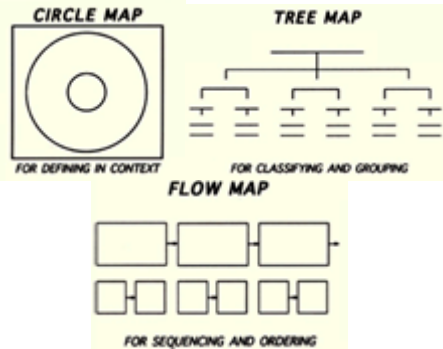 CIRCLE MAP
FOR DEFINING IN CONTEXT
TREE MAP
FOR CLASSIFYING AND GROUPING
FLOW MAP
FOR SEQUENCING AND ORDERING